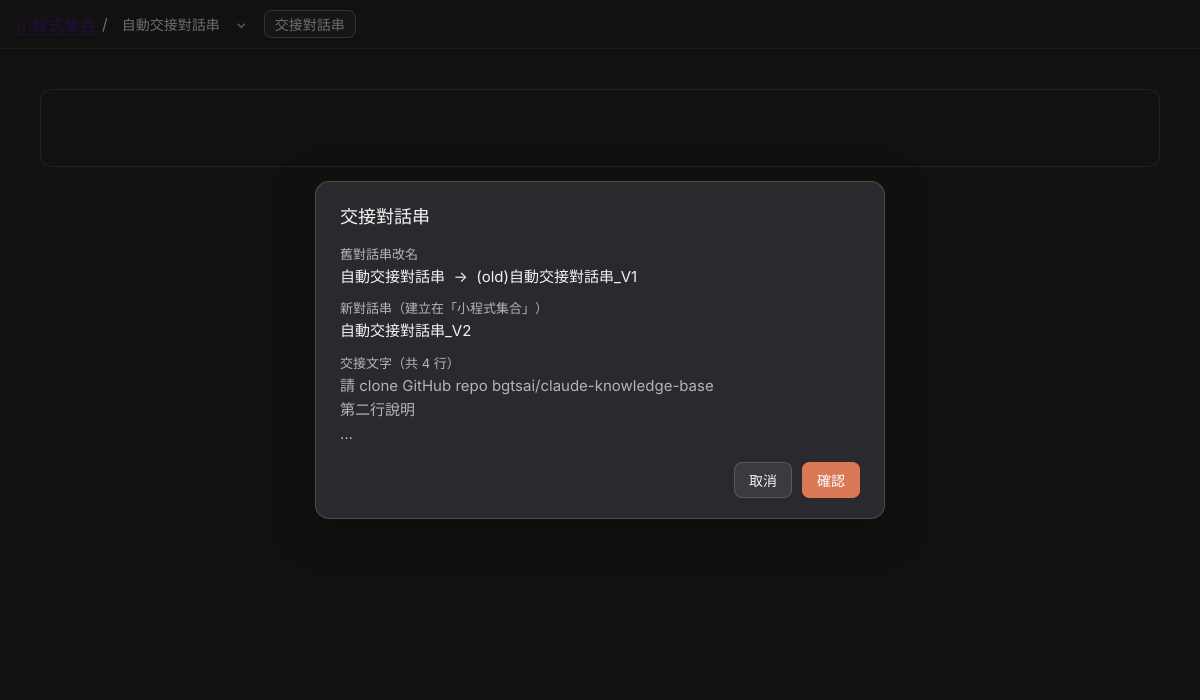 小程式集合 / 自動交接對話串 交接對話串
交接對話串
舊對話串改名
自動交接對話串 → (old)自動交接對話串_V1
新對話串（建立在「小程式集合」）
自動交接對話串_V2
交接文字（共 4 行）
請 clone GitHub repo bgtsai/claude-knowledge-base
第二行說明
...
取消 確認